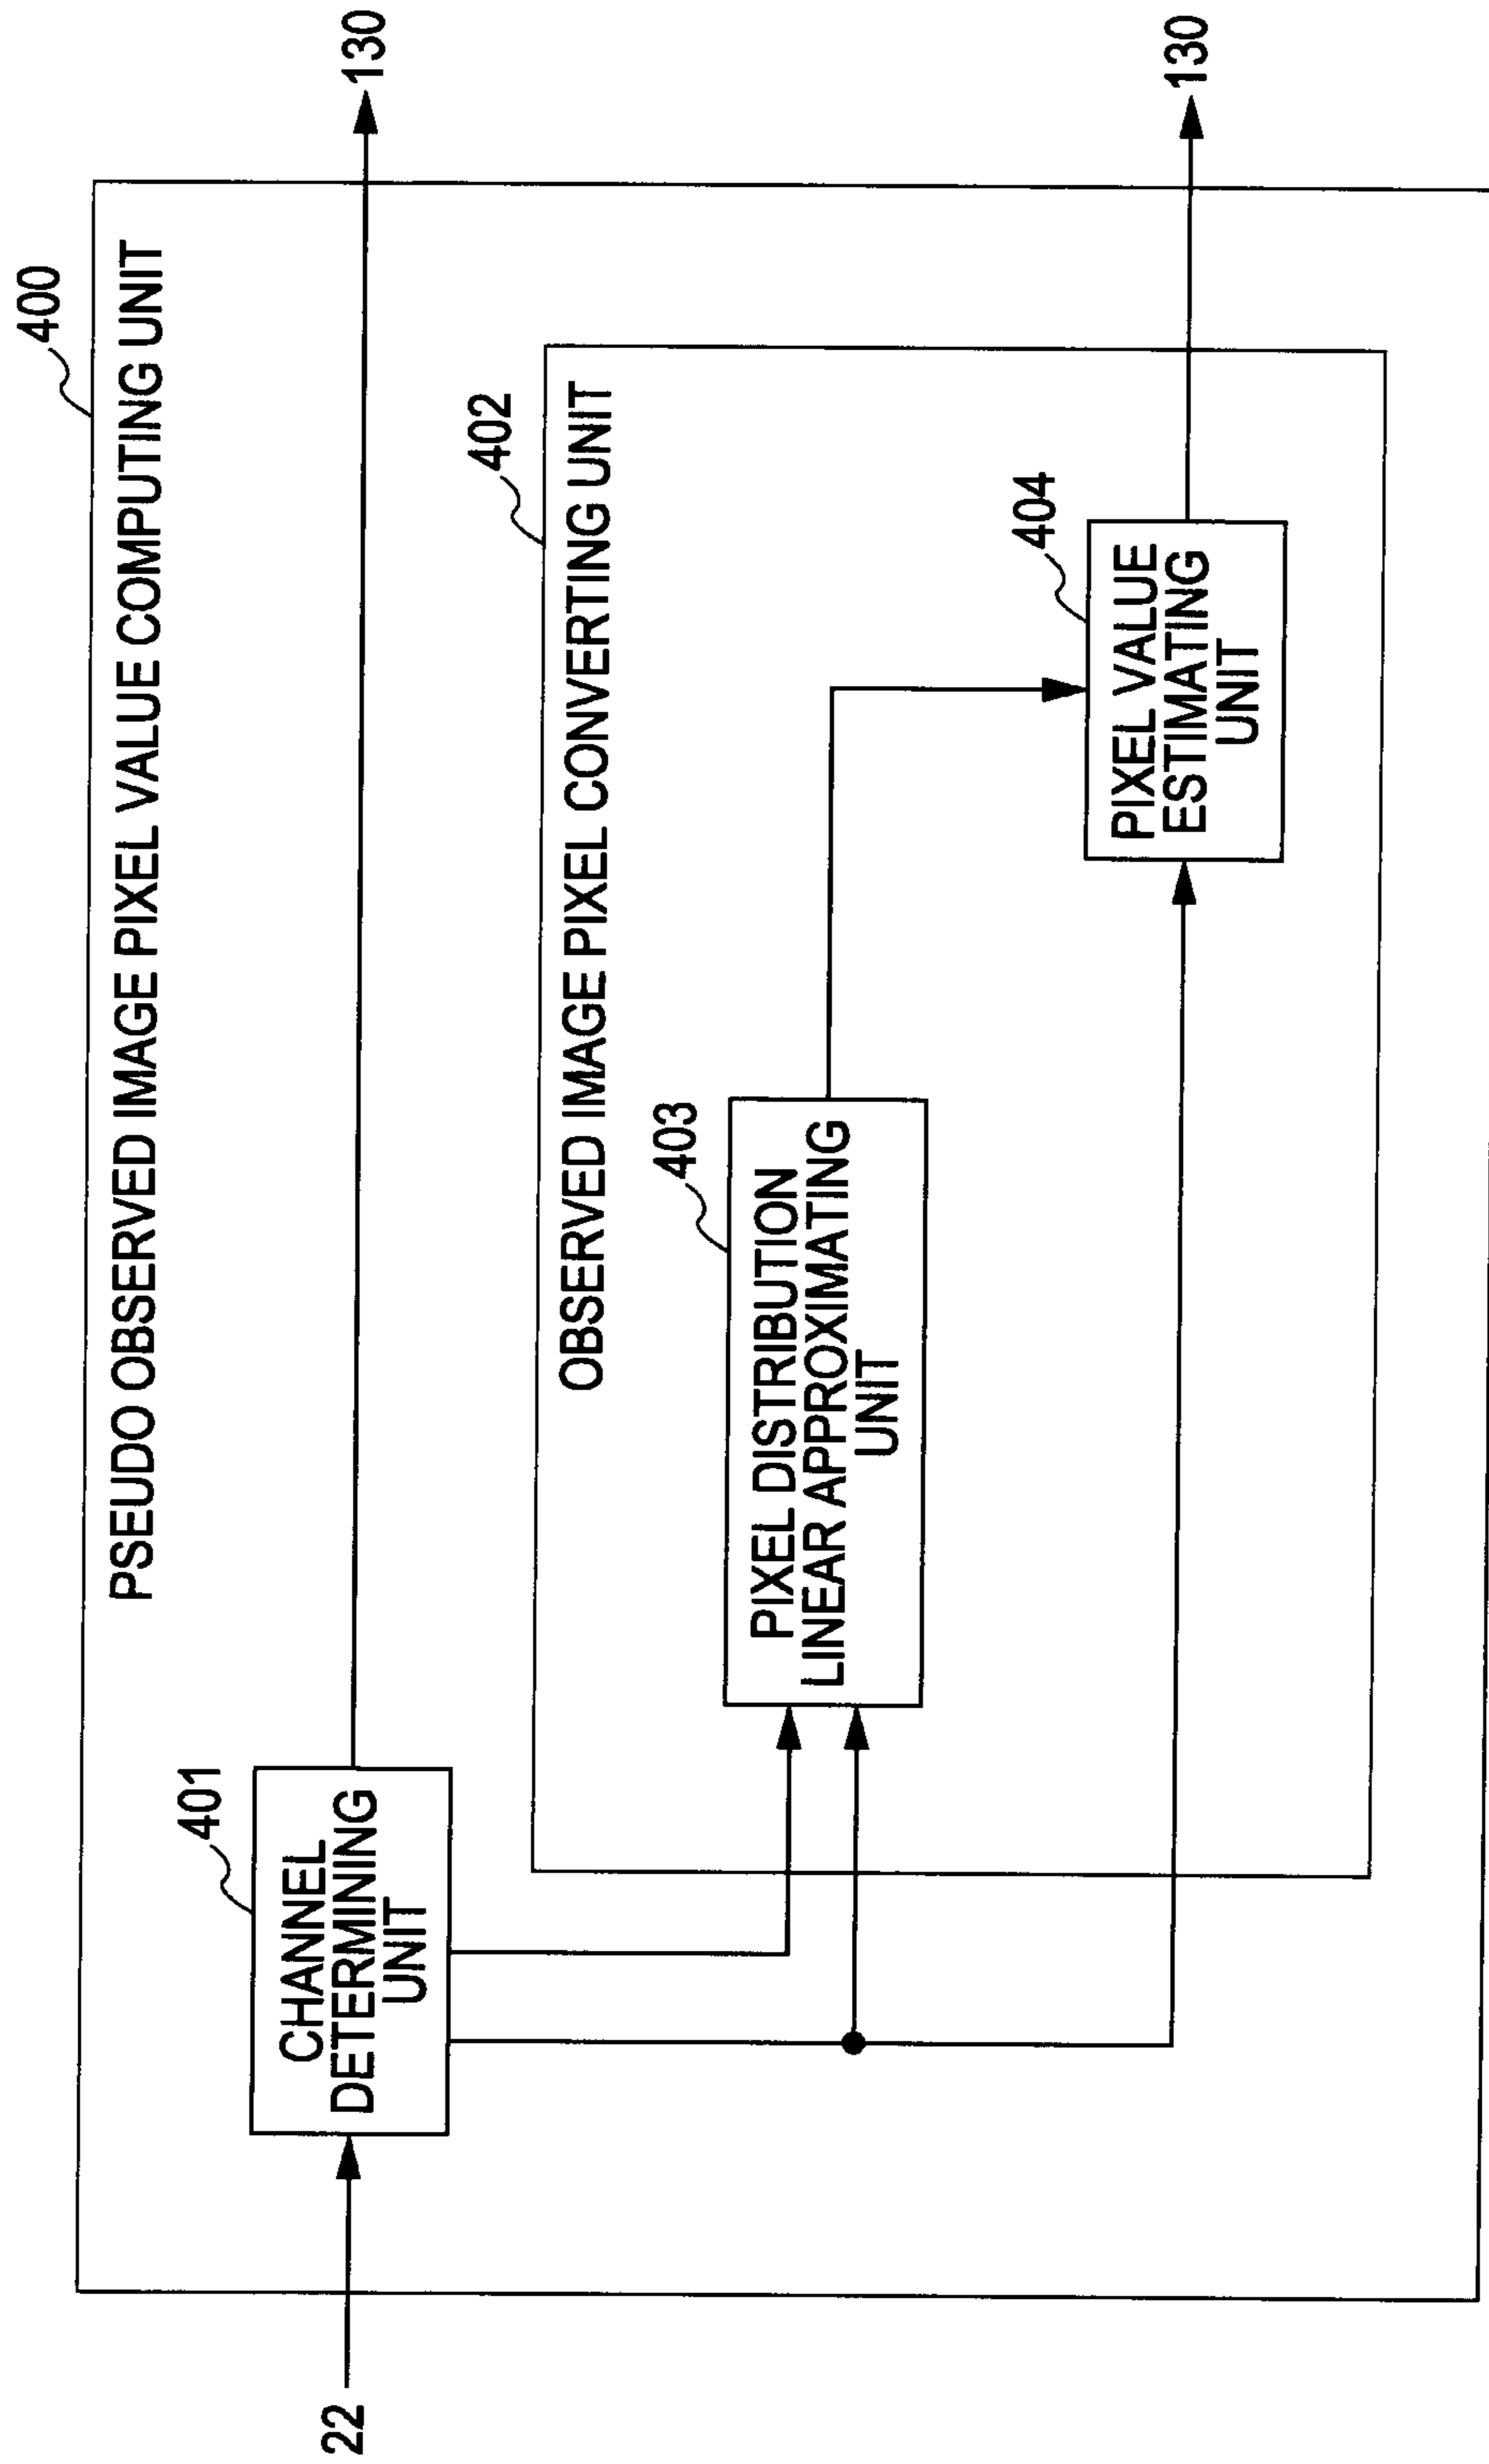 400
PSEUDO OBSERVED IMAGE PIXEL VALUE COMPUTING UNIT
22
401
CHANNEL
DETERMINING
UNIT
130
402
OBSERVED IMAGE PIXEL CONVERTING UNIT
403
PIXEL DISTRIBUTION
LINEAR APPROXIMATING
UNIT
404
PIXEL VALUE
ESTIMATING
UNIT
130